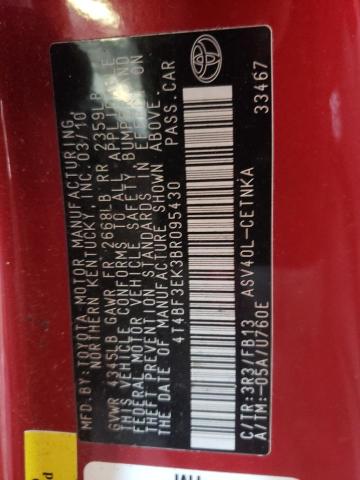 MFD. BY: TOYOTA MOTOR MANUFACTURING,
NORTHERN KENTUCKY, INC. 03/10
GVWR 4345LB GAWR FR 2668LB RR 2359LB
THIS VEHICLE CONFORMS TO ALL APPLICABLE
FEDERAL MOTOR VEHICLE SAFETY, BUMPER, AND
THEFT PREVENTION STANDARDS IN EFFECT ON
THE DATE OF MANUFACTURE SHOWN ABOVE.
4T4BF3EK3BR095430 PASS. CAR
C/TR:3R3/FB13 ASV40L-CETNKA 33467
A/TM:-05A/U760E